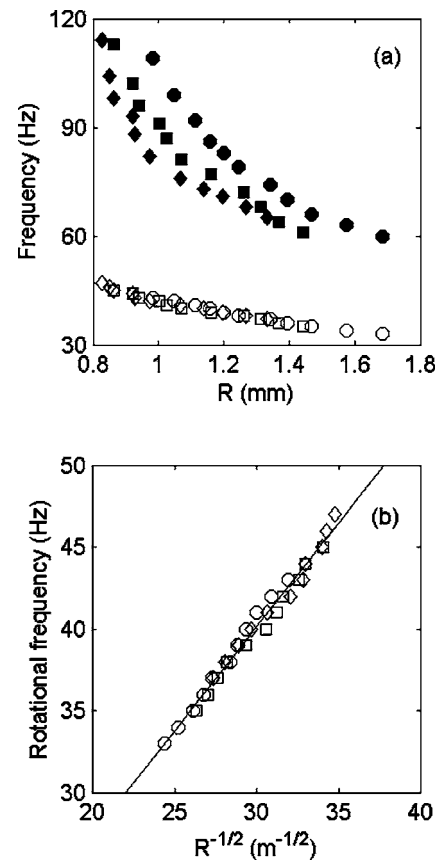 120
(a)
90
Frequency (Hz)
60
30
0.8 1 1.2 1.4 1.6 1.8
R (mm)
50
(b)
45
Rotational frequency (Hz)
40
35
30
20 25 30 35 40
R^-1/2 (m^-1/2)